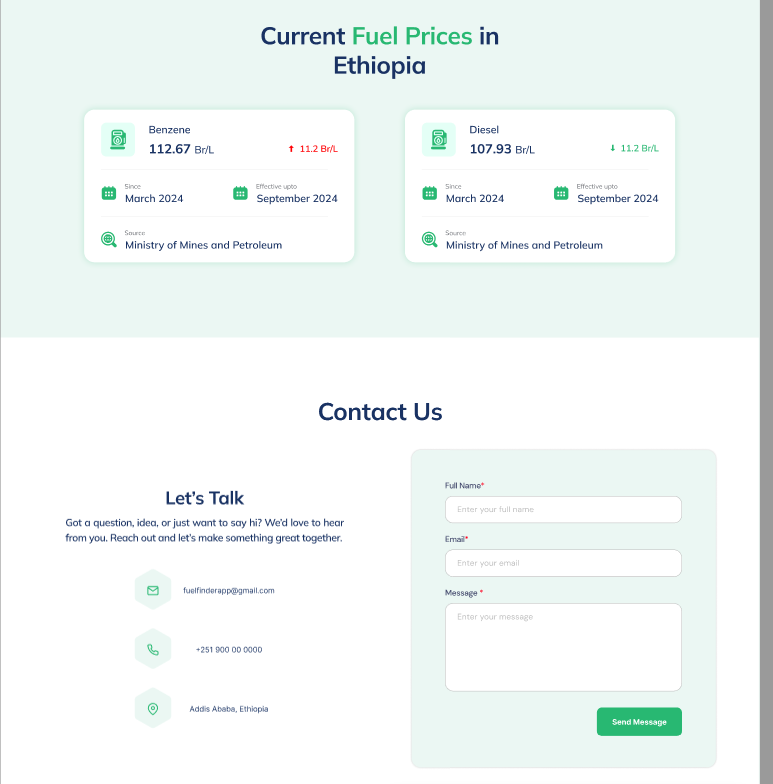 Current Fuel Prices in
Ethiopia
Benzene
112.67 Br/L
↑ 11.2 Br/L
Since
March 2024
Effective upto
September 2024
Source
Ministry of Mines and Petroleum
Diesel
107.93 Br/L
↓ 11.2 Br/L
Since
March 2024
Effective upto
September 2024
Source
Ministry of Mines and Petroleum
Contact Us
Let's Talk
Got a question, idea, or just want to say hi? We'd love to hear
from you. Reach out and let's make something great together.
fuelfinderapp@gmail.com
+251 900 00 0000
Addis Ababa, Ethiopia
Full Name*
Enter your full name
Email*
Enter your email
Message *
Enter your message
Send Message